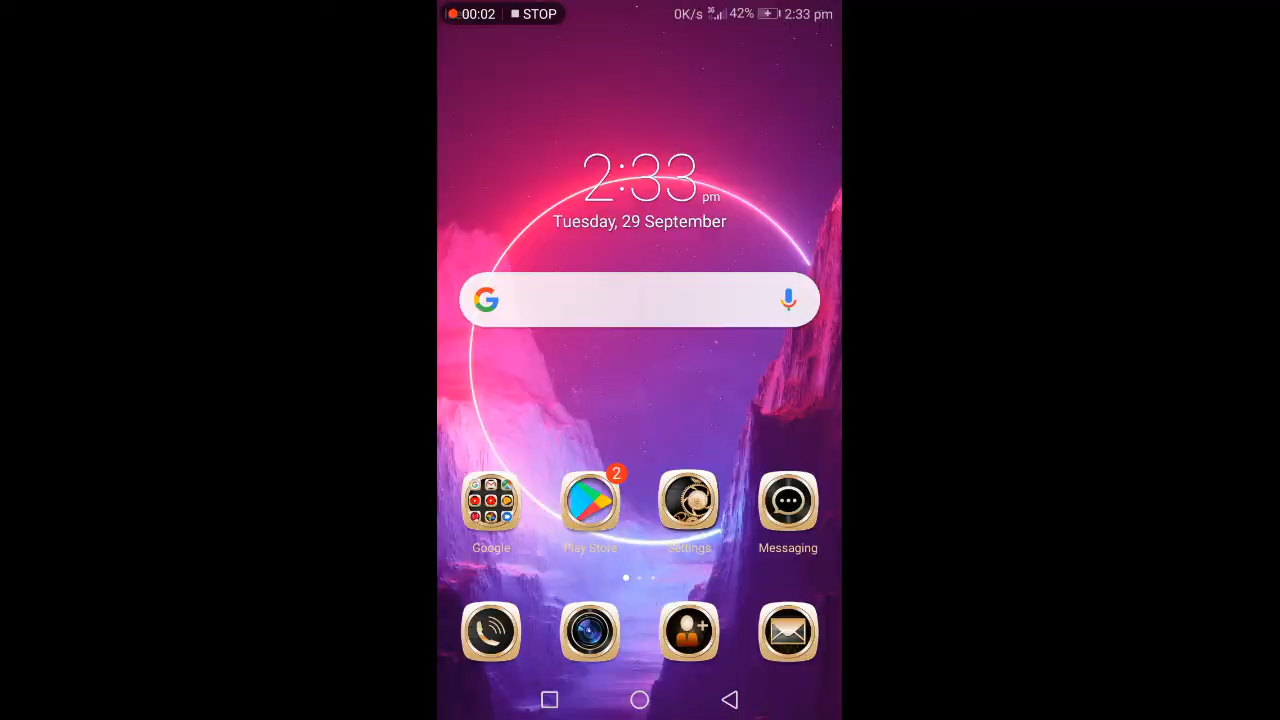 00:02 STOP 0K/s 3G 42% 2:33 pm
2:33 pm
Tuesday, 29 September
G
2
Google Play Store Settings Messaging